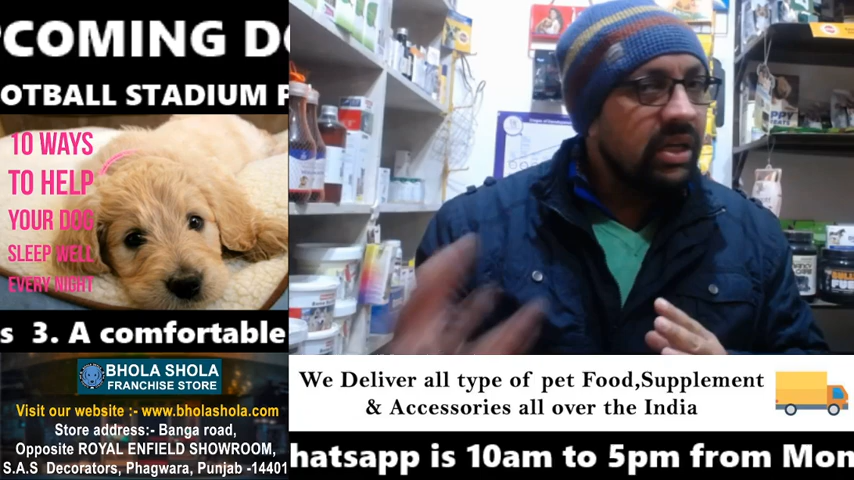 PCOMING DO
OTBALL STADIUM P
10 WAYS
TO HELP
YOUR DOG
SLEEP WELL
EVERY NIGHT
s 3. A comfortable
BHOLA SHOLA
FRANCHISE STORE
Visit our website :- www.bholashola.com
Store address:- Banga road,
Opposite ROYAL ENFIELD SHOWROOM,
S.A.S Decorators, Phagwara, Punjab -14401
We Deliver all type of pet Food,Supplement
& Accessories all over the India
hatsapp is 10am to 5pm from Mon